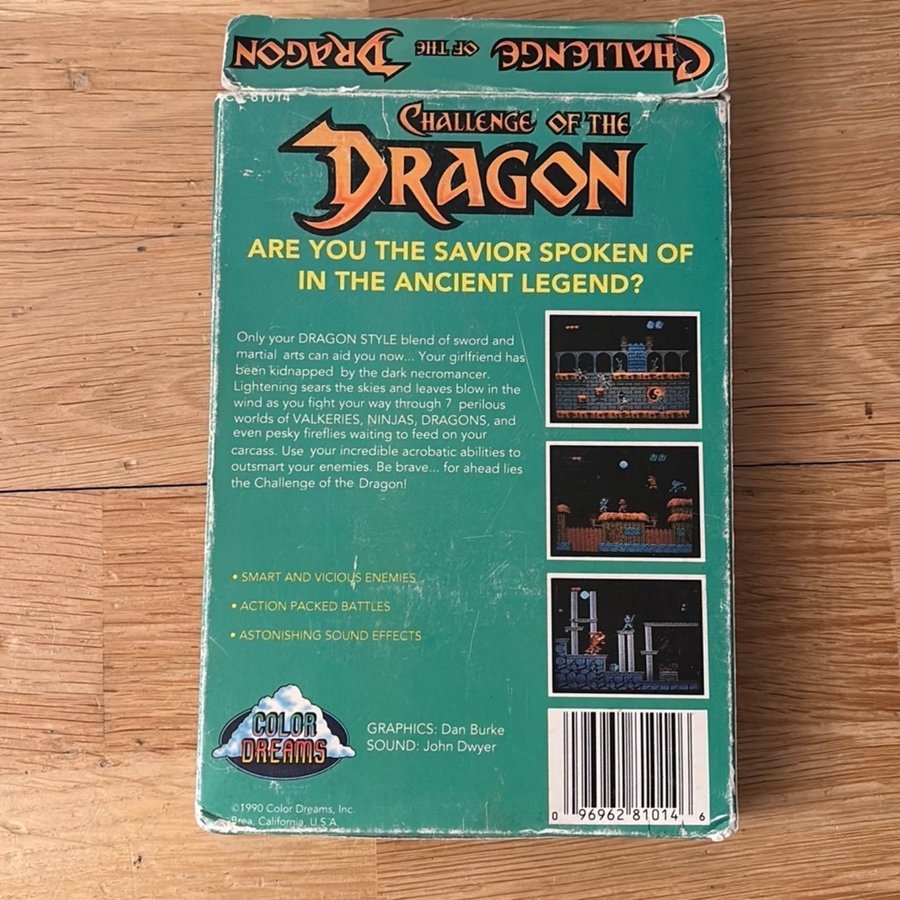 CHALLENGE OF THE DRAGON
81014
CHALLENGE OF THE
DRAGON
ARE YOU THE SAVIOR SPOKEN OF
IN THE ANCIENT LEGEND?
Only your DRAGON STYLE blend of sword and
martial arts can aid you now... Your girlfriend has
been kidnapped by the dark necromancer.
Lightening sears the skies and leaves blow in the
wind as you fight your way through 7 perilous
worlds of VALKERIES, NINJAS, DRAGONS, and
even pesky fireflies waiting to feed on your
carcass. Use your incredible acrobatic abilities to
outsmart your enemies. Be brave... for ahead lies
the Challenge of the Dragon!
• SMART AND VICIOUS ENEMIES
• ACTION PACKED BATTLES
• ASTONISHING SOUND EFFECTS
COLOR
DREAMS
GRAPHICS: Dan Burke
SOUND: John Dwyer
©1990 Color Dreams, Inc.
Brea, California, U.S.A.
0 96962 81014 6